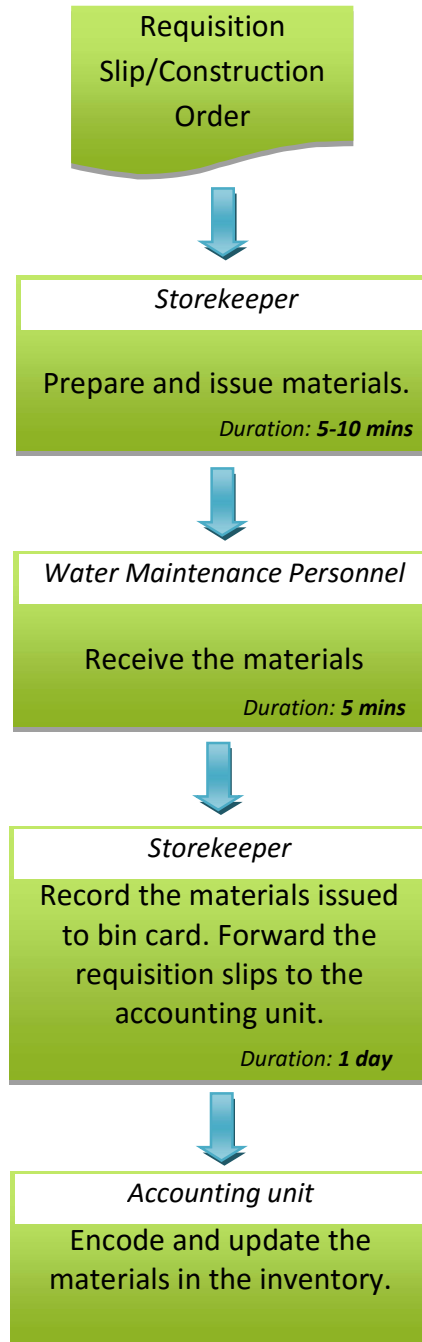 Requisition
Slip/Construction
Order
Storekeeper
Prepare and issue materials.
Duration: 5-10 mins
Water Maintenance Personnel
Receive the materials
Duration: 5 mins
Storekeeper
Record the materials issued
to bin card. Forward the
requisition slips to the
accounting unit.
Duration: 1 day
Accounting unit
Encode and update the
materials in the inventory.